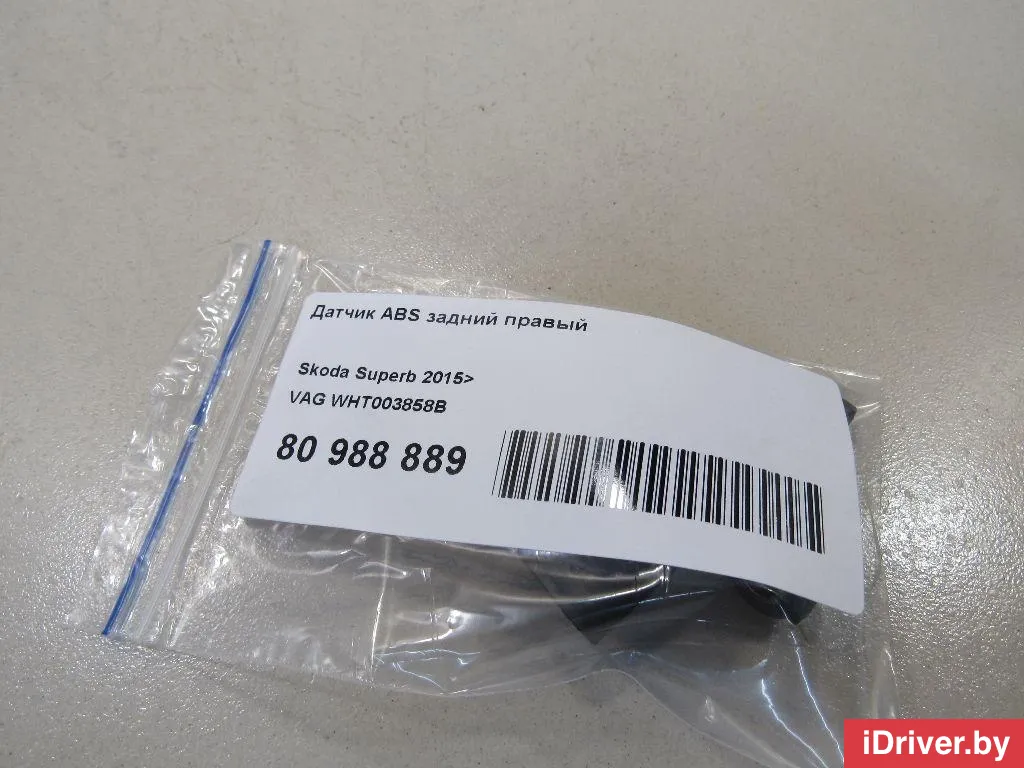 Датчик ABS задний правый
Skoda Superb 2015>
VAG WHT003858B
80 988 889
iDriver.by